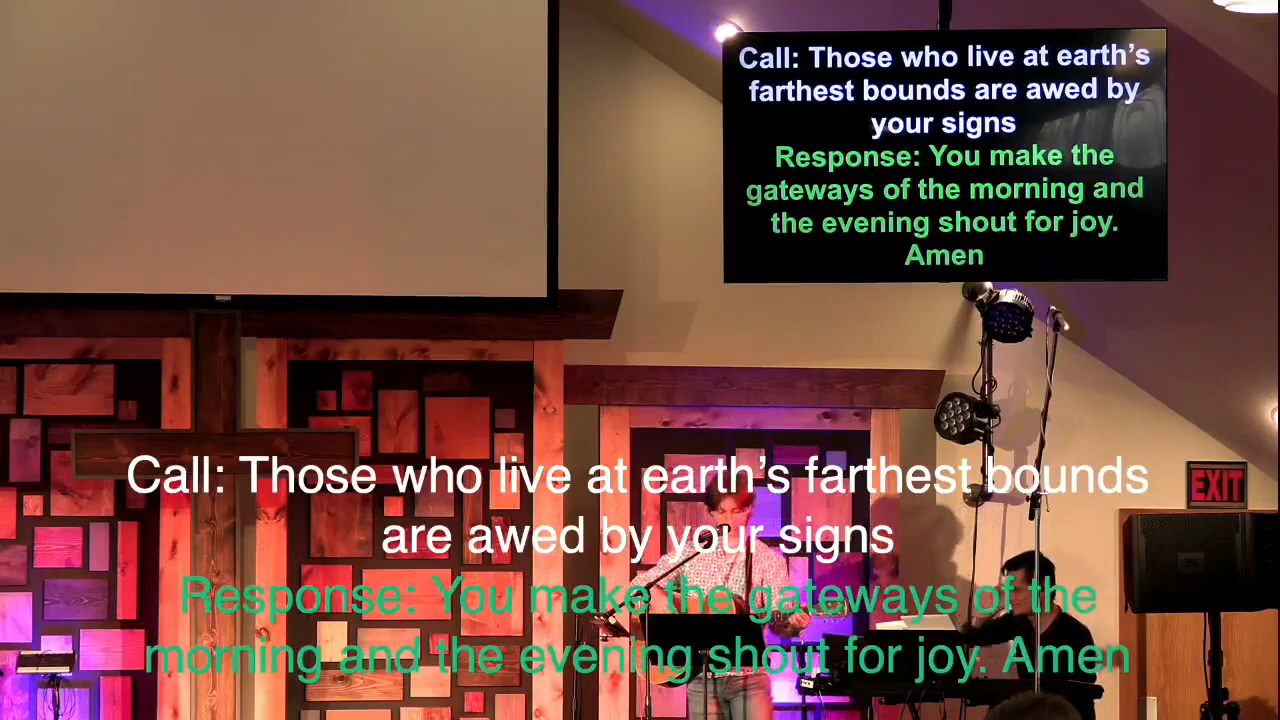 Call: Those who live at earth’s
farthest bounds are awed by
your signs
Response: You make the
gateways of the morning and
the evening shout for joy.
Amen
Call: Those who live at earth’s farthest bounds
are awed by your signs
EXIT
Response: You make the gateways of the
morning and the evening shout for joy. Amen